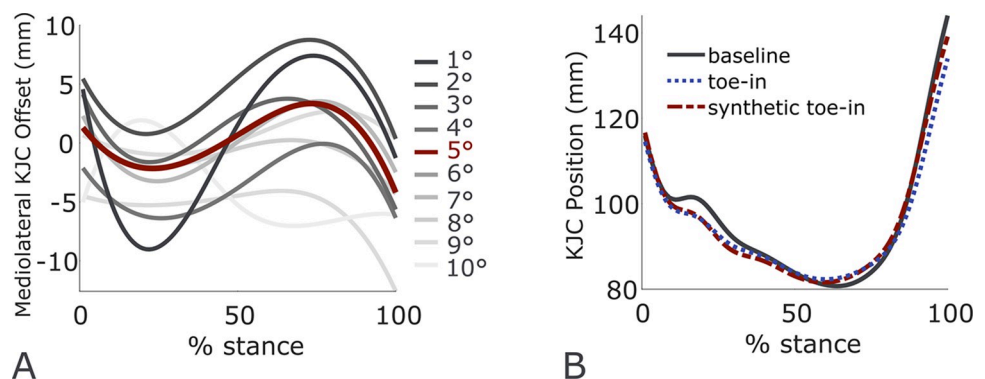 Mediolateral KJC Offset (mm)
10
5
0
-5
-10
0
50
100
% stance
1°
2°
3°
4°
5°
6°
7°
8°
9°
10°
A
KJC Position (mm)
140
120
100
80
0
50
100
% stance
baseline
toe-in
synthetic toe-in
B